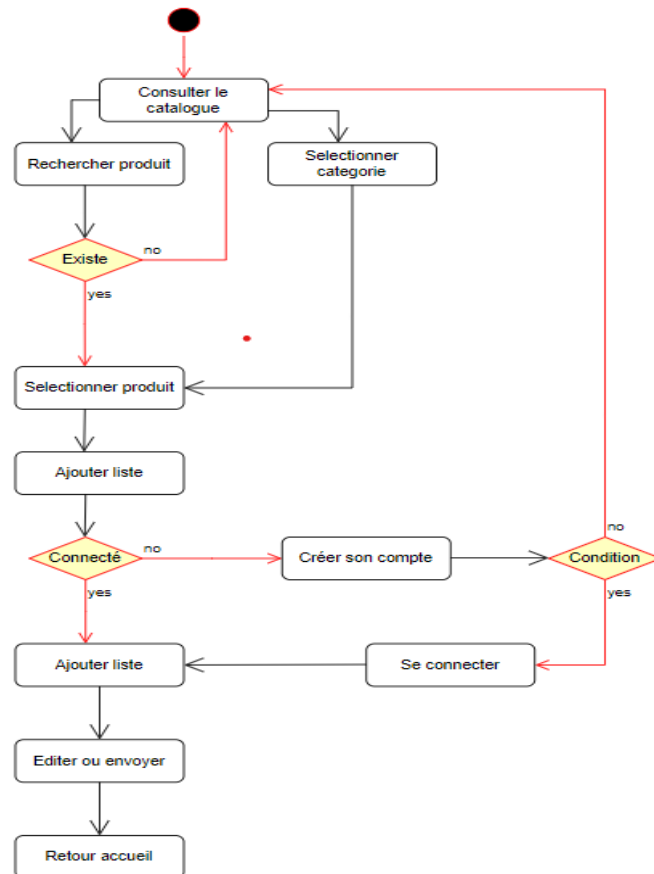 Consulter le
catalogue
Rechercher produit
Selectionner
categorie
no
Existe
yes
Selectionner produit
Ajouter liste
no
Connecté
no
Créer son compte
Condition
yes
yes
Ajouter liste
Se connecter
Editer ou envoyer
Retour accueil